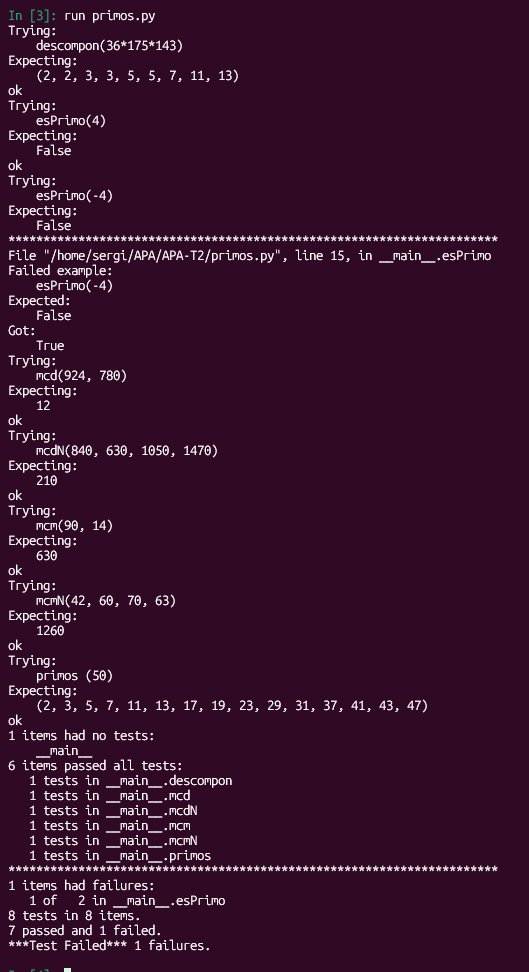 In [3]: run primos.py
Trying:
    descompon(36*175*143)
Expecting:
    (2, 2, 3, 3, 5, 5, 7, 11, 13)
ok
Trying:
    esPrimo(4)
Expecting:
    False
ok
Trying:
    esPrimo(-4)
Expecting:
    False
**********************************************************************
File "/home/sergi/APA/APA-T2/primos.py", line 15, in __main__.esPrimo
Failed example:
    esPrimo(-4)
Expected:
    False
Got:
    True
Trying:
    mcd(924, 780)
Expecting:
    12
ok
Trying:
    mcdN(840, 630, 1050, 1470)
Expecting:
    210
ok
Trying:
    mcm(90, 14)
Expecting:
    630
ok
Trying:
    mcmN(42, 60, 70, 63)
Expecting:
    1260
ok
Trying:
    primos (50)
Expecting:
    (2, 3, 5, 7, 11, 13, 17, 19, 23, 29, 31, 37, 41, 43, 47)
ok
1 items had no tests:
    __main__
6 items passed all tests:
   1 tests in __main__.descompon
   1 tests in __main__.mcd
   1 tests in __main__.mcdN
   1 tests in __main__.mcm
   1 tests in __main__.mcmN
   1 tests in __main__.primos
**********************************************************************
1 items had failures:
   1 of   2 in __main__.esPrimo
8 tests in 8 items.
7 passed and 1 failed.
***Test Failed*** 1 failures.